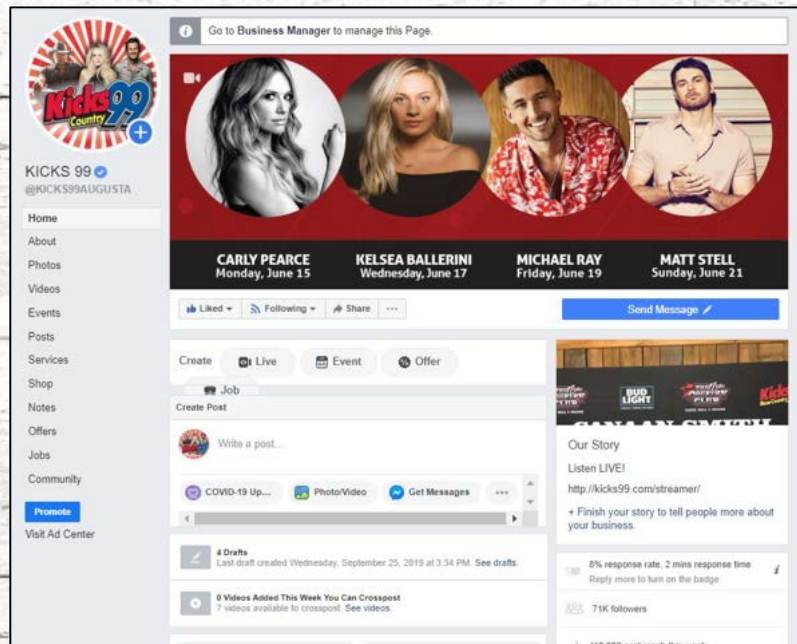 Go to Business Manager to manage this Page.
Kicks 99
Country
KICKS 99
@KICKS99AUGUSTA
Home
About
Photos
Videos
Events
Posts
Services
Shop
Notes
Offers
Jobs
Community
Promote
Visit Ad Center
CARLY PEARCE
Monday, June 15
KELSEA BALLERINI
Wednesday, June 17
MICHAEL RAY
Friday, June 19
MATT STELL
Sunday, June 21
Liked
Following
Share
Send Message
Create
Live
Event
Offer
Job
Create Post
Write a post...
COVID-19 Up...
Photo/Video
Get Messages
4 Drafts
Last draft created Wednesday, September 25, 2019 at 3:34 PM. See drafts.
0 Videos Added This Week You Can Crosspost
7 videos available to crosspost. See videos.
BUD
LIGHT
COUNTRY
CLUB
COUNTRY
CLUB
Kicks
CANAAN SMITH
Our Story
Listen LIVE!
http://kicks99.com/streamer/
+ Finish your story to tell people more about
your business.
8% response rate, 2 mins response time
Reply more to turn on the badge
71K followers